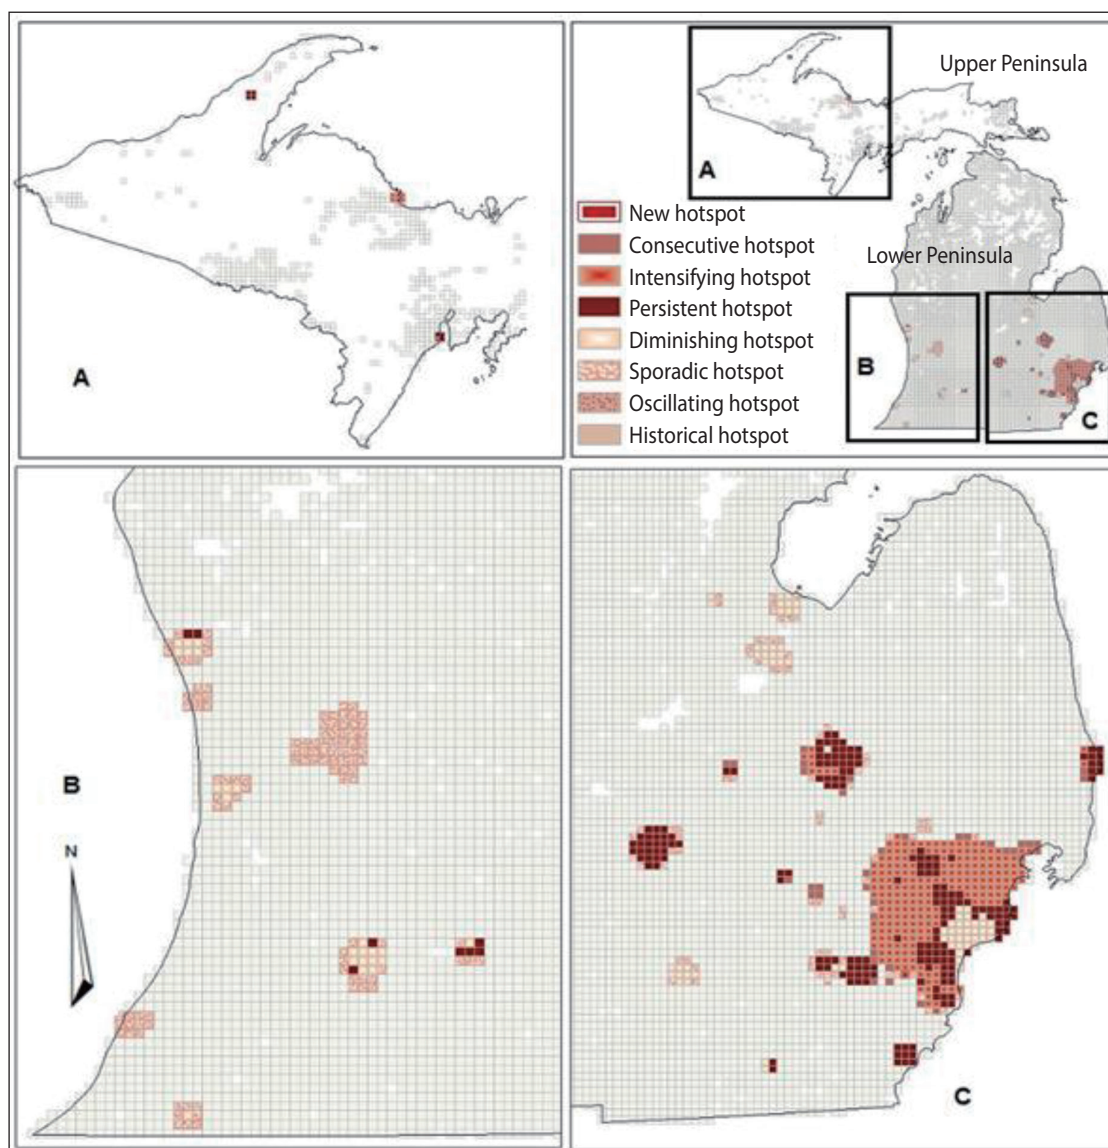 A
Upper Peninsula
A
New hotspot
Consecutive hotspot
Intensifying hotspot
Persistent hotspot
Diminishing hotspot
Sporadic hotspot
Oscillating hotspot
Historical hotspot
Lower Peninsula
B
C
B
N
C